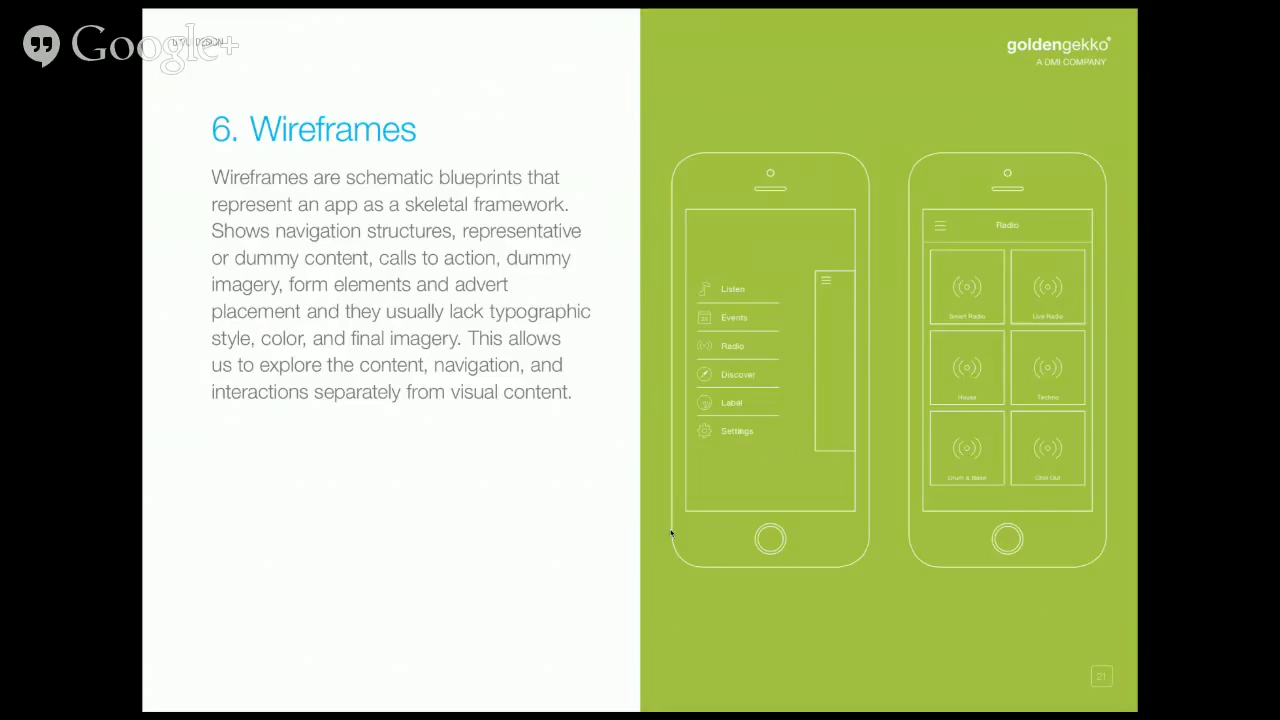 Google+
goldengekko
A DMI COMPANY
6. Wireframes
Wireframes are schematic blueprints that
represent an app as a skeletal framework.
Shows navigation structures, representative
or dummy content, calls to action, dummy
imagery, form elements and advert
placement and they usually lack typographic
style, color, and final imagery. This allows
us to explore the content, navigation, and
interactions separately from visual content.
Listen
Events
Radio
Discover
Label
Settings
Radio
Smart Radio
Live Radio
House
Techno
Drum & Base
Chill Out
21